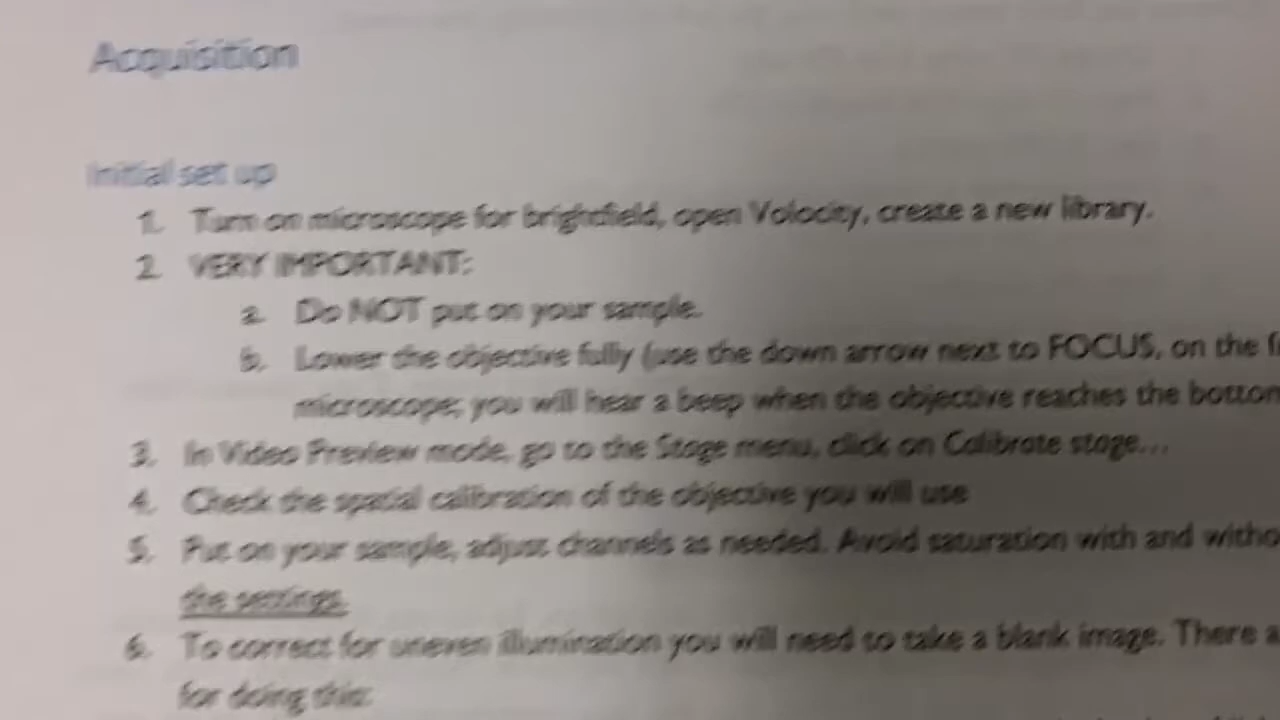 Acquisition
Initial set up
1. Turn on microscope for brightfield, open Volocity, create a new library.
2. VERY IMPORTANT:
a. Do NOT put on your sample.
b. Lower the objective fully (use the down arrow next to FOCUS, on the
microscope; you will hear a beep when the objective reaches the
3. In Video Preview mode, go to the Stage menu, click on Calibrate stage...
4. Check the spatial calibration of the objective you will use
5. Put on your sample, adjust channels as needed. Avoid saturation with and
the settings.
6. To correct for uneven illumination you will need to take a blank image. There
for doing this: